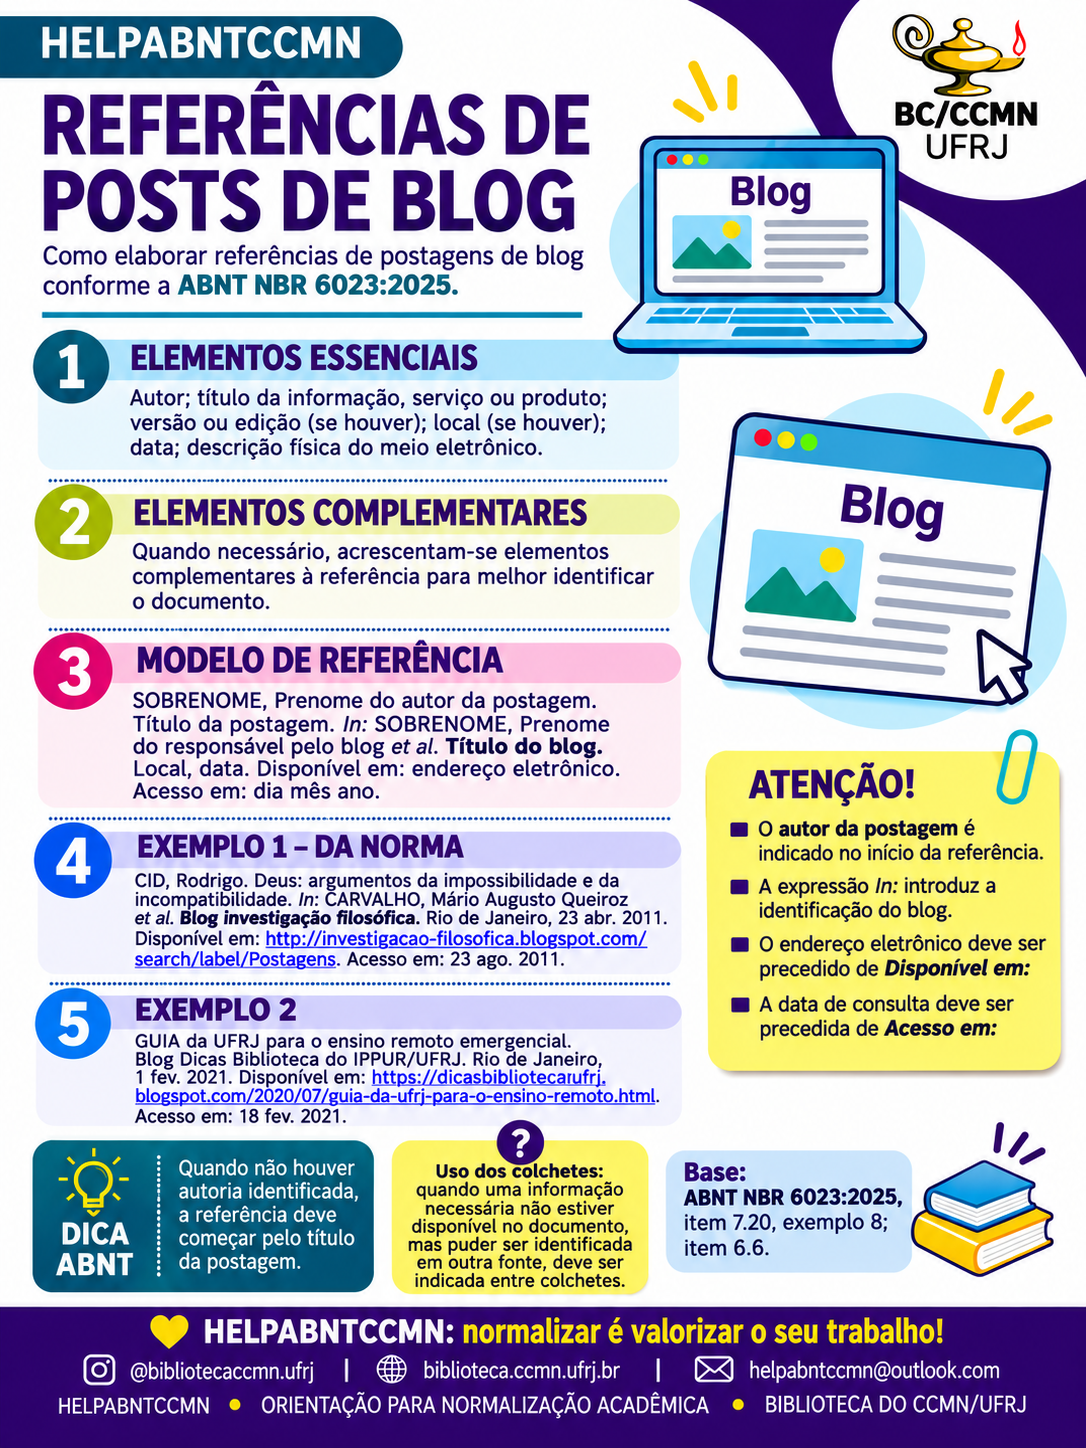 HELPABNTCCMN
BC/CCMN
UFRJ
REFERÊNCIAS DE
POSTS DE BLOG
Como elaborar referências de postagens de blog
conforme a ABNT NBR 6023:2025.
Blog
1
ELEMENTOS ESSENCIAIS
Autor; título da informação, serviço ou produto;
versão ou edição (se houver); local (se houver);
data; descrição física do meio eletrônico.
2
ELEMENTOS COMPLEMENTARES
Quando necessário, acrescentam-se elementos
complementares à referência para melhor identificar
o documento.
Blog
3
MODELO DE REFERÊNCIA
SOBRENOME, Prenome do autor da postagem.
Título da postagem. In: SOBRENOME, Prenome
do responsável pelo blog et al. Título do blog.
Local, data. Disponível em: endereço eletrônico.
Acesso em: dia mês ano.
4
EXEMPLO 1 – DA NORMA
CID, Rodrigo. Deus: argumentos da impossibilidade e da
incompatibilidade. In: CARVALHO, Mário Augusto Queiroz
et al. Blog investigação filosófica. Rio de Janeiro, 23 abr. 2011.
Disponível em: http://investigacao-filosofica.blogspot.com/
search/label/Postagens. Acesso em: 23 ago. 2011.
5
EXEMPLO 2
GUIA da UFRJ para o ensino remoto emergencial.
Blog Dicas Biblioteca do IPPUR/UFRJ. Rio de Janeiro,
1 fev. 2021. Disponível em: https://dicasbibliotecaiufrj.
blogspot.com/2020/07/guia-da-ufrj-para-o-ensino-remoto.html.
Acesso em: 18 fev. 2021.
ATENÇÃO!
O autor da postagem é
indicado no início da referência.
A expressão In: introduz a
identificação do blog.
O endereço eletrônico deve ser
precedido de Disponível em:
A data de consulta deve ser
precedida de Acesso em:
DICA
ABNT
Quando não houver
autoria identificada,
a referência deve
começar pelo título
da postagem.
?
Uso dos colchetes:
quando uma informação
necessária não estiver
disponível no documento,
mas puder ser identificada
em outra fonte, deve ser
indicada entre colchetes.
Base:
ABNT NBR 6023:2025,
item 7.20, exemplo 8;
item 6.6.
HELPABNTCCMN: normalizar é valorizar o seu trabalho!
@bibliotecaccmn.ufrj | biblioteca.ccmn.ufrj.br | helpabntccmn@outlook.com
HELPABNTCCMN • ORIENTAÇÃO PARA NORMALIZAÇÃO ACADÊMICA • BIBLIOTECA DO CCMN/UFRJ